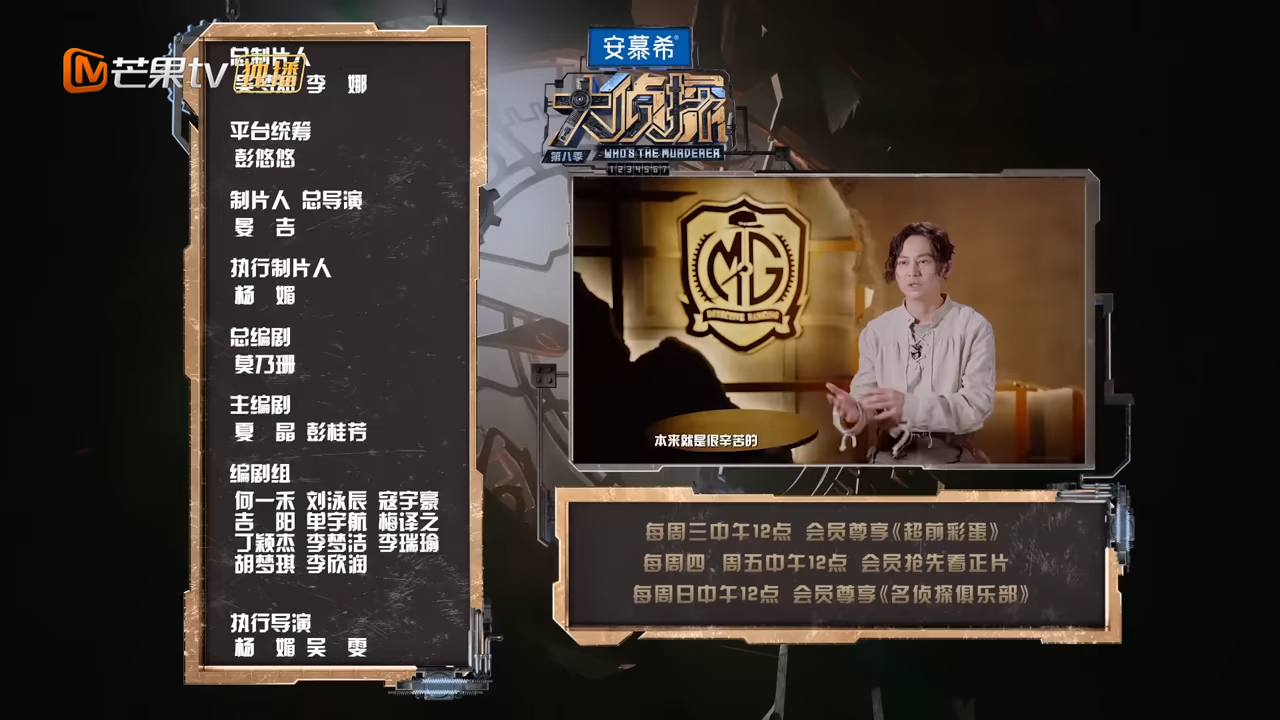 芒果tv 独播
总制片人
李 娜
平台统筹
彭悠悠
制片人 总导演
晏 吉
执行制片人
杨 媚
总编剧
莫乃珊
主编剧
夏 晶 彭桂芳
编剧组
何一禾 刘泳辰 寇宇豪
吉 阳 单宇航 梅译之
丁颖杰 李梦洁 李瑞瑜
胡梦琪 李欣润
执行导演
杨 媚 吴 雯
安慕希®
大侦探
第八季 WHO'S THE MURDERER
1234567
MG
DETECTIVE RANKING
本来就是很辛苦的
每周三中午12点 会员尊享《超前彩蛋》
每周四、周五中午12点 会员抢先看正片
每周日中午12点 会员尊享《名侦探俱乐部》